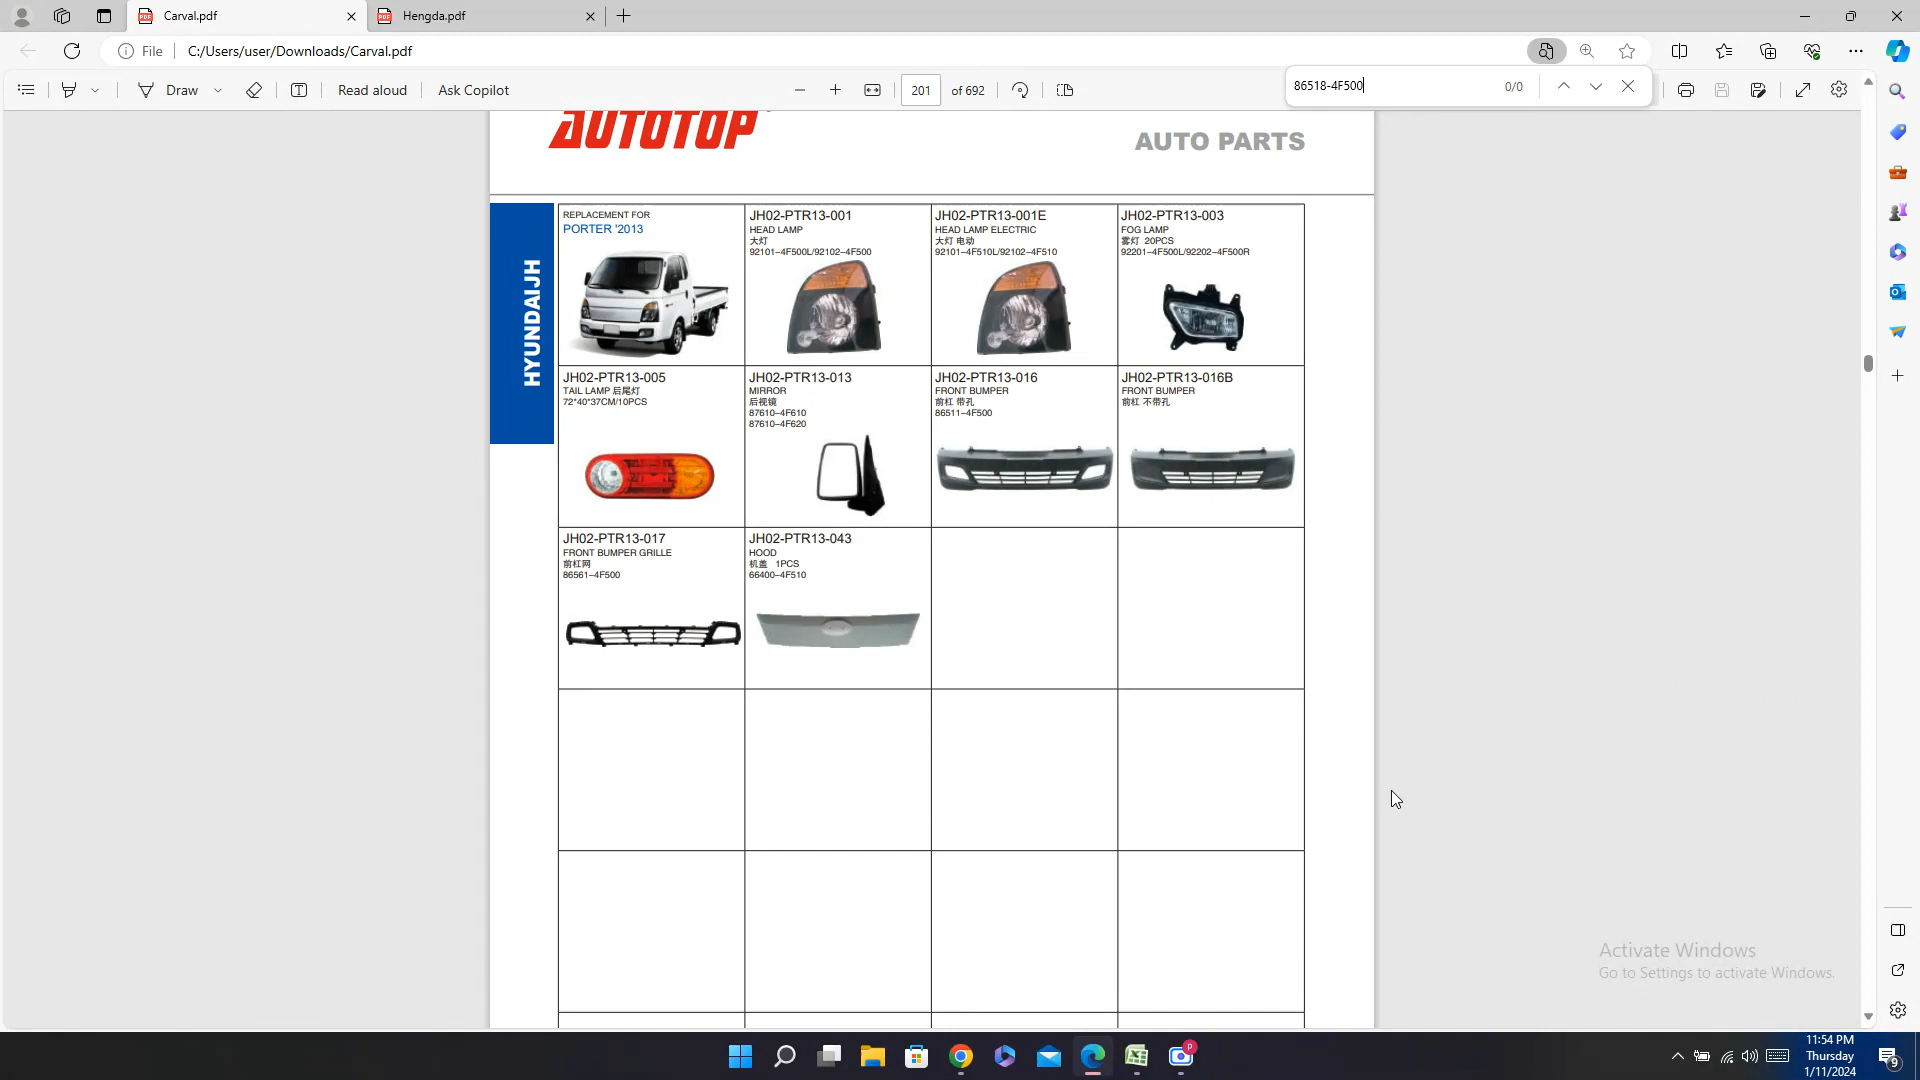 Carval.pdf
Hengda.pdf
File
C:/Users/user/Downloads/Carval.pdf
86518-4F500
0/0
Draw
Read aloud
Ask Copilot
201
of 692
AUTOTOP
AUTO PARTS
HYUNDAIJH
REPLACEMENT FOR
PORTER '2013
JH02-PTR13-001
HEAD LAMP
大灯
92101-4F500L/92102-4F500
JH02-PTR13-001E
HEAD LAMP ELECTRIC
大灯 电动
92101-4F510L/92102-4F510
JH02-PTR13-003
FOG LAMP
雾灯 20PCS
92201-4F500L/92202-4F500R
JH02-PTR13-005
TAIL LAMP 后尾灯
72*40*37CM/10PCS
JH02-PTR13-013
MIRROR
后视镜
87610-4F610
87610-4F620
JH02-PTR13-016
FRONT BUMPER
前杠 带孔
86511-4F500
JH02-PTR13-016B
FRONT BUMPER
前杠 不带孔
JH02-PTR13-017
FRONT BUMPER GRILLE
前杠网
86561-4F500
JH02-PTR13-043
HOOD
机盖 1PCS
66400-4F510
Activate Windows
Go to Settings to activate Windows.
11:54 PM
Thursday
1/11/2024
9